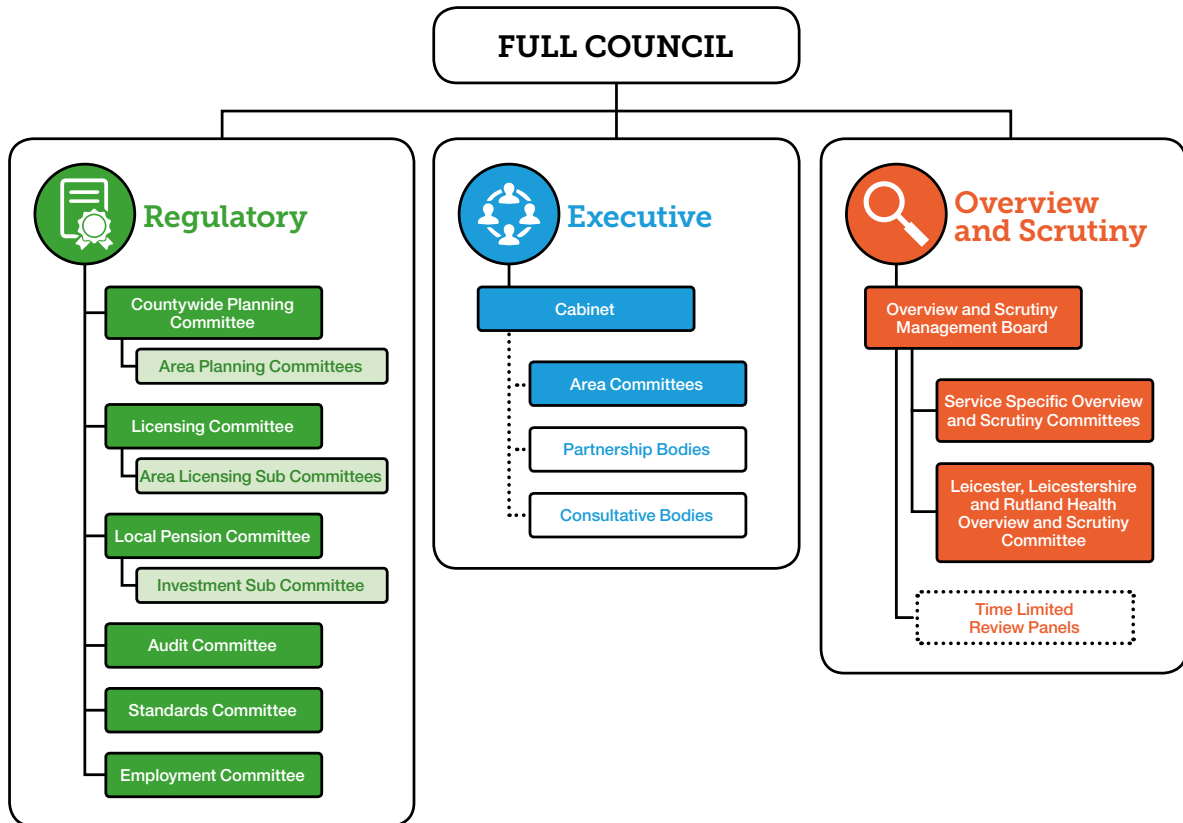 FULL COUNCIL
Regulatory
Countywide Planning
Committee
Area Planning Committees
Licensing Committee
Area Licensing Sub Committees
Local Pension Committee
Investment Sub Committee
Audit Committee
Standards Committee
Employment Committee
Executive
Cabinet
Area Committees
Partnership Bodies
Consultative Bodies
Overview
and Scrutiny
Overview and Scrutiny
Management Board
Service Specific Overview
and Scrutiny Committees
Leicester, Leicestershire
and Rutland Health
Overview and Scrutiny
Committee
Time Limited
Review Panels